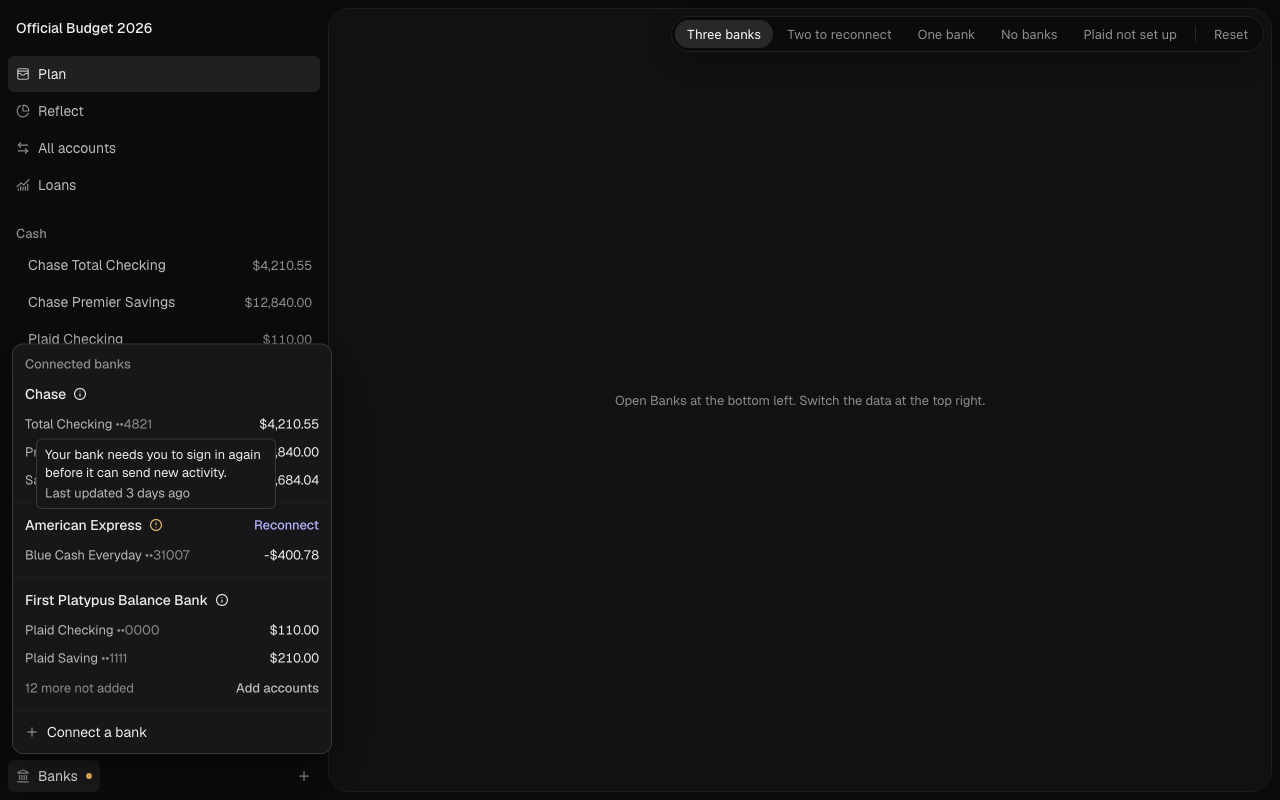 Official Budget 2026
Three banks
Two to reconnect
One bank
No banks
Plaid not set up
Reset
Plan
Reflect
All accounts
Loans
Cash
Chase Total Checking $4,210.55
Chase Premier Savings $12,840.00
Plaid Checking $110.00
Connected banks
Chase
Total Checking ••4821 $4,210.55
,840.00
,684.04
Your bank needs you to sign in again
before it can send new activity.
Last updated 3 days ago
American Express Reconnect
Blue Cash Everyday ••31007 -$400.78
First Platypus Balance Bank
Plaid Checking ••0000 $110.00
Plaid Saving ••1111 $210.00
12 more not added Add accounts
Connect a bank
Banks
Open Banks at the bottom left. Switch the data at the top right.